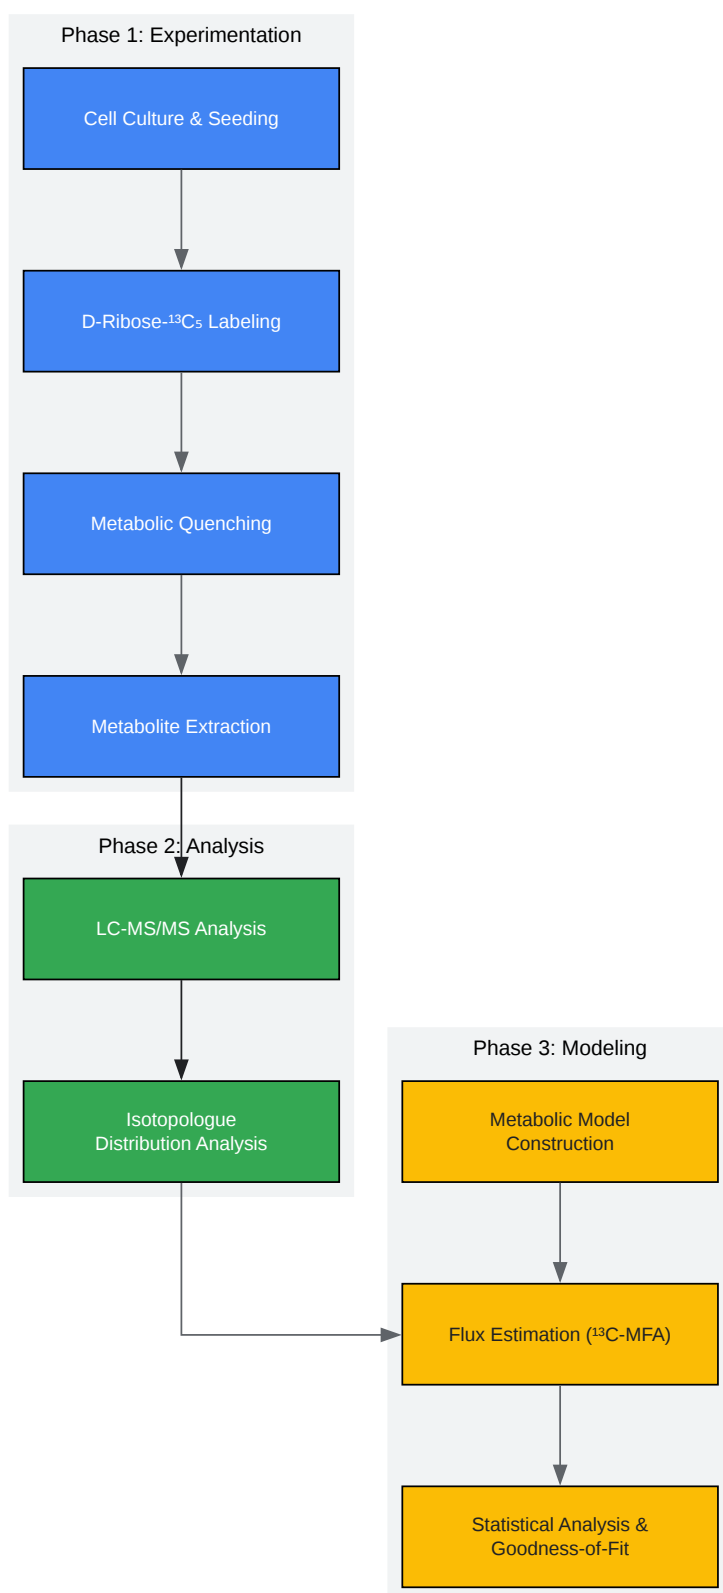 Phase 1: Experimentation
Cell Culture & Seeding
D-Ribose-¹³C₅ Labeling
Metabolic Quenching
Metabolite Extraction
Phase 2: Analysis
LC-MS/MS Analysis
Isotopologue
Distribution Analysis
Phase 3: Modeling
Metabolic Model
Construction
Flux Estimation (¹³C-MFA)
Statistical Analysis &
Goodness-of-Fit